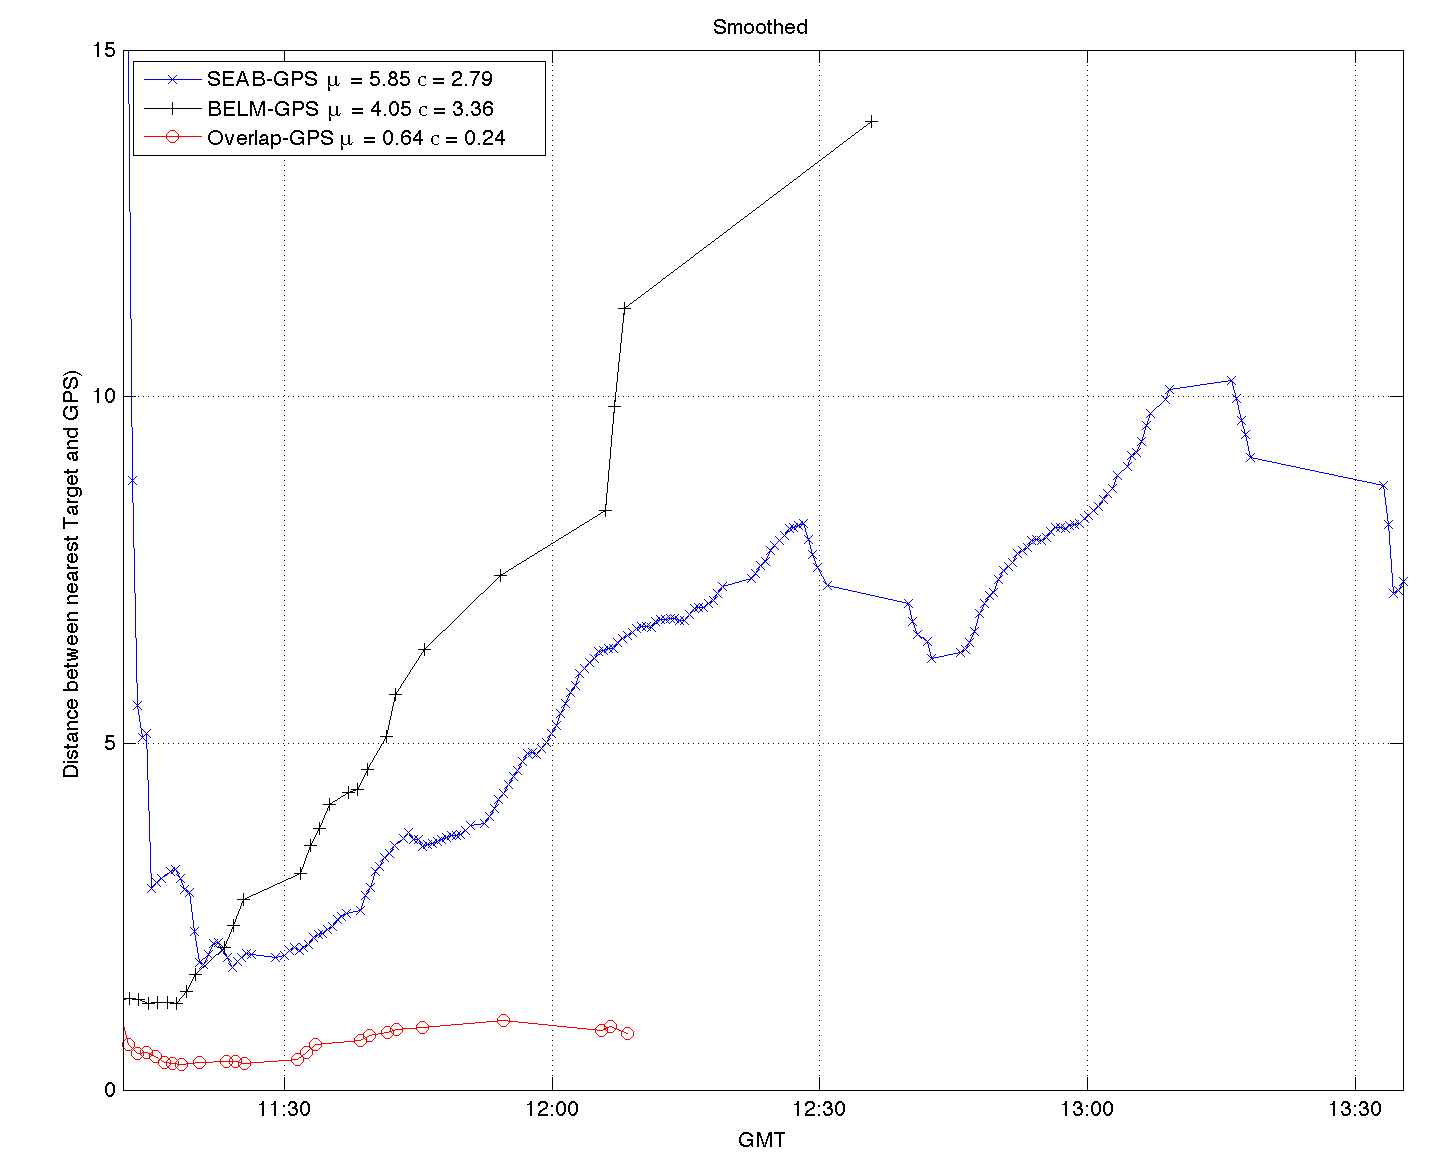 Smoothed
15
SEAB-GPS μ = 5.85 c = 2.79
BELM-GPS μ = 4.05 c = 3.36
Overlap-GPS μ = 0.64 c = 0.24
10
Distance between nearest Target and GPS)
5
0
11:30 12:00 12:30 13:00 13:30
GMT